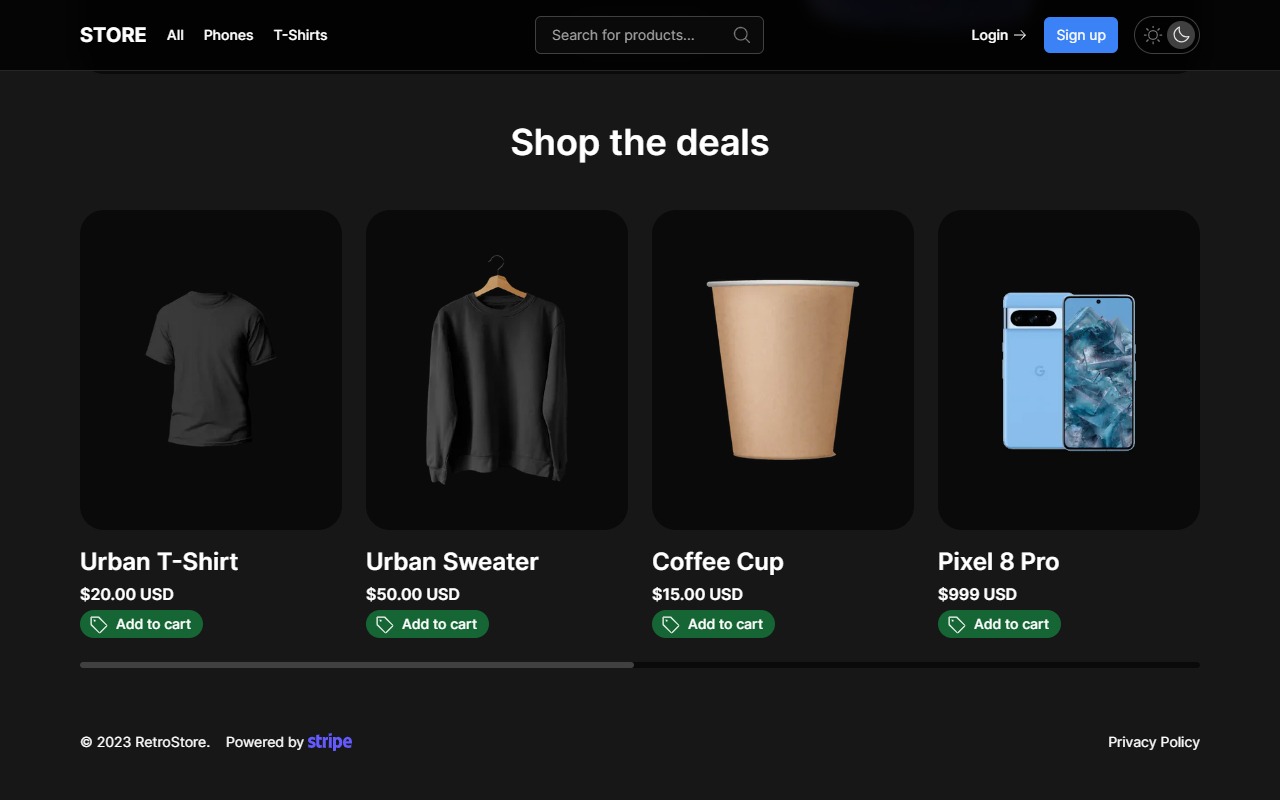 STORE All Phones T-Shirts Search for products... Login → Sign up
Shop the deals
Urban T-Shirt Urban Sweater Coffee Cup Pixel 8 Pro
$20.00 USD $50.00 USD $15.00 USD $999 USD
Add to cart Add to cart Add to cart Add to cart
© 2023 RetroStore. Powered by stripe Privacy Policy